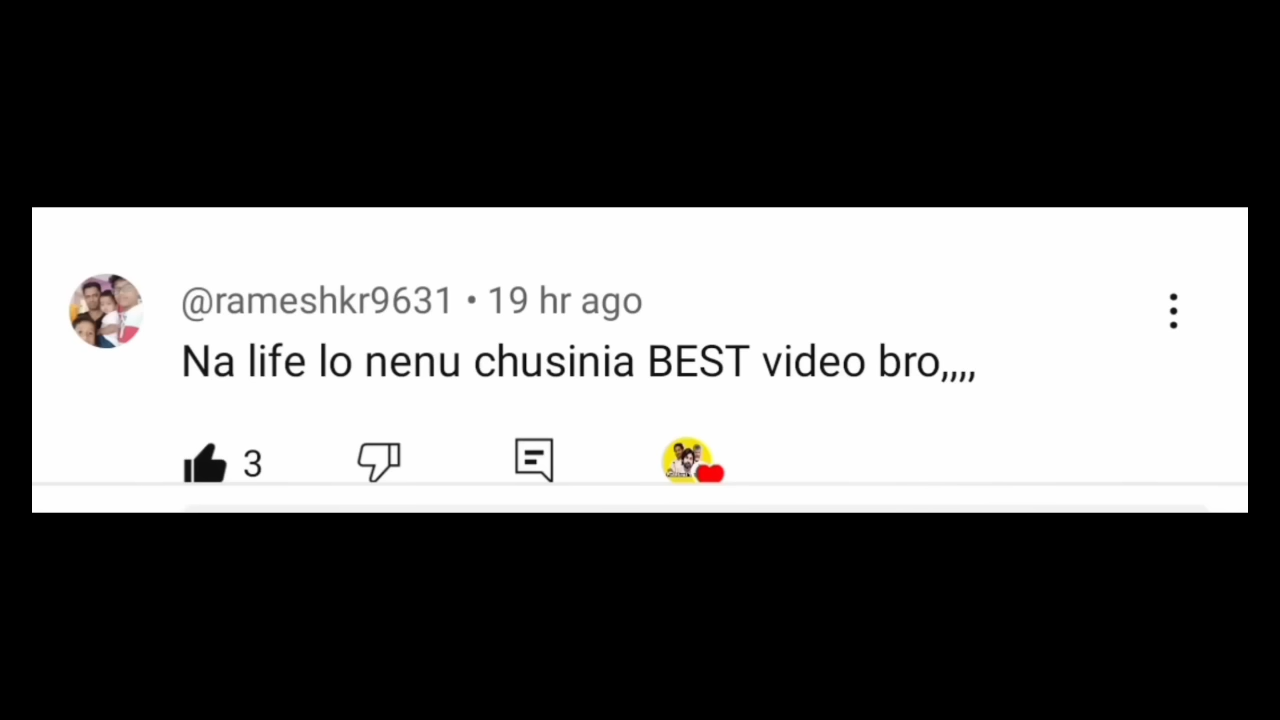 @rameshkr9631 • 19 hr ago
Na life lo nenu chusinia BEST video bro,,,,
3